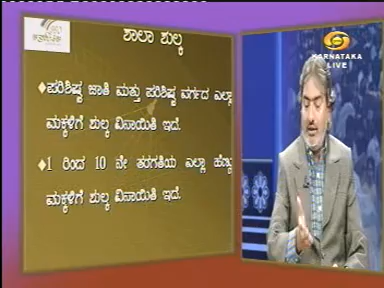 ಶಾಲಾ ಶುಲ್ಕ
KARNATAKA
LIVE
♦ಪರಿಶಿಷ್ಟ ಜಾತಿ ಮತ್ತು ಪರಿಶಿಷ್ಟ ವರ್ಗದ ಎಲ್ಲಾ
ಮಕ್ಕಳಿಗೆ ಶುಲ್ಕ ವಿನಾಯಿತಿ ಇದೆ.
♦1 ರಿಂದ 10 ನೇ ತರಗತಿಯ ಎಲ್ಲಾ ಹೆಣ್ಣು
ಮಕ್ಕಳಿಗೆ ಶುಲ್ಕ ವಿನಾಯಿತಿ ಇದೆ.